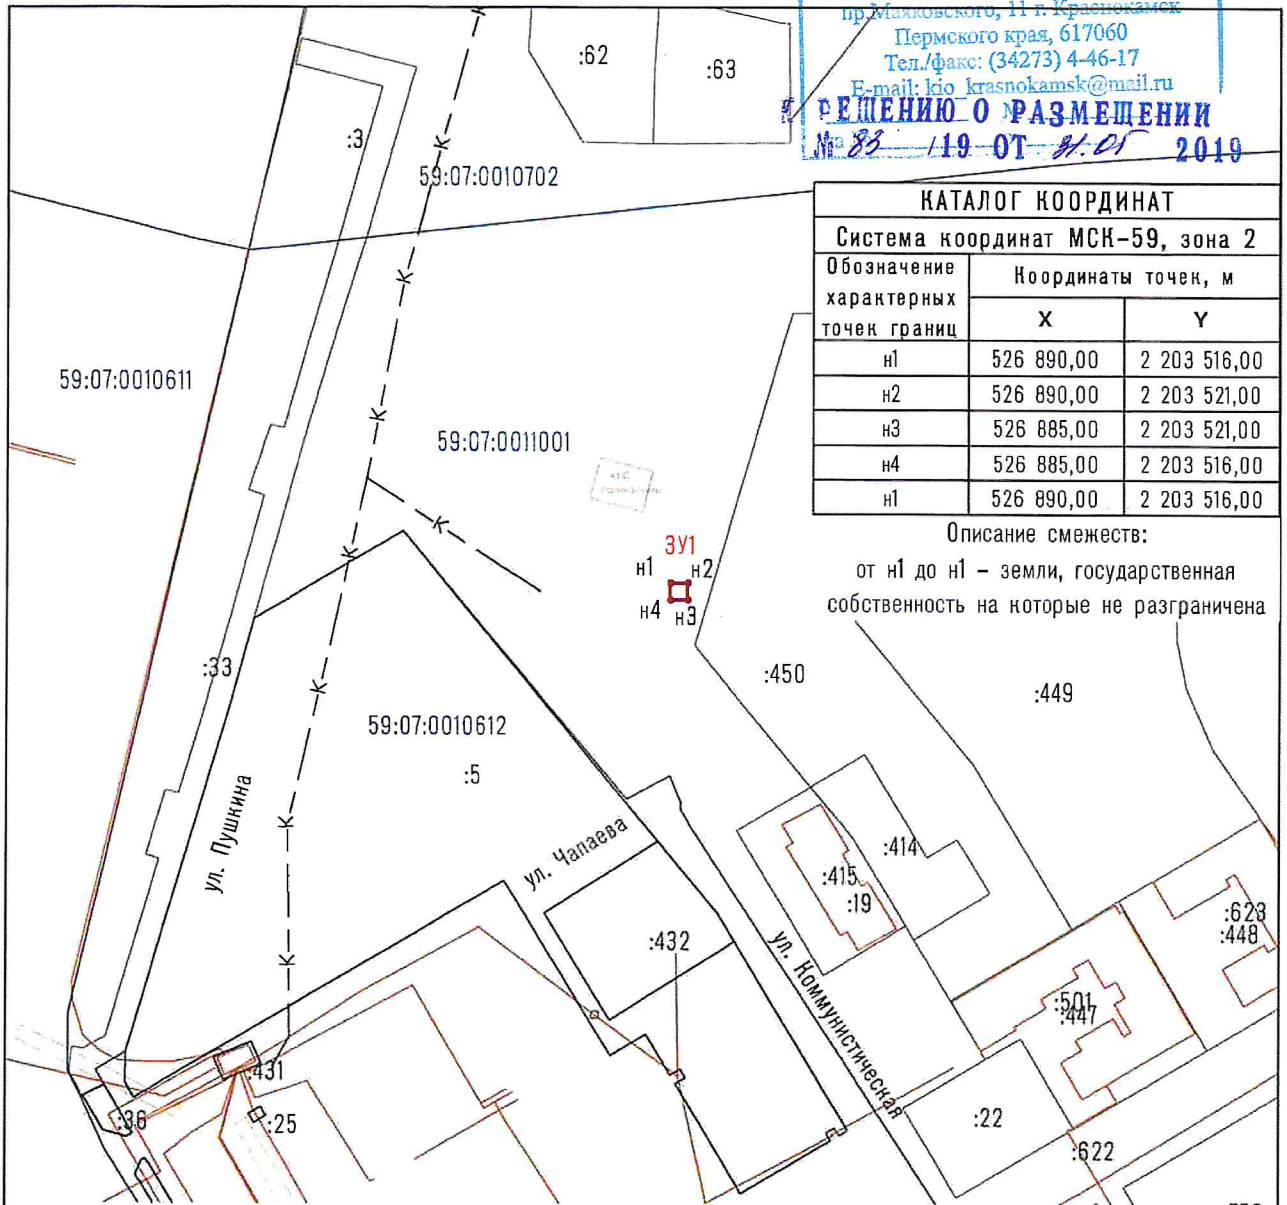 пр.Маяковского, 11 г. Краснокамск
Пермского края, 617060
Тел./факс: (34273) 4-46-17
E-mail: kio_krasnokamsk@mail.ru
К РЕШЕНИЮ О РАЗМЕЩЕНИИ
№ 83 /19 ОТ 31.05 2019
:62
:63
:3
59:07:0010702
КАТАЛОГ КООРДИНАТ
Система координат МСК-59, зона 2
Обозначение характерных точек границ
Координаты точек, м
X Y
н1 526 890,00 2 203 516,00
н2 526 890,00 2 203 521,00
н3 526 885,00 2 203 521,00
н4 526 885,00 2 203 516,00
н1 526 890,00 2 203 516,00
Описание смежеств:
от н1 до н1 – земли, государственная
собственность на которые не разграничена
К
К
К
К
К
К
К
К
К
59:07:0010611
59:07:0011001
ЗУ1
н1 н2
н4 н3
:33
:450
:449
59:07:0010612
:5
ул. Пушкина
ул. Чапаева
:414
:415
:19
:623
:448
:432
ул. Коммунистическая
:501
:447
:431
:36
:25
:22
:622